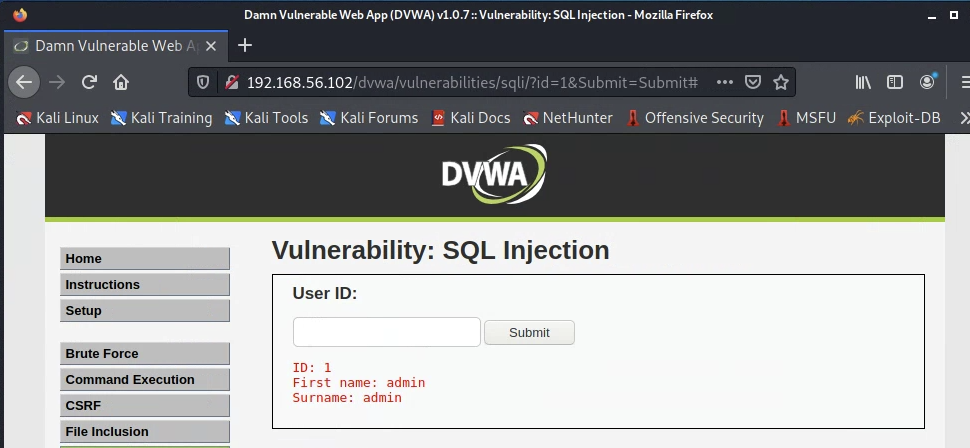 Damn Vulnerable Web App (DVWA) v1.0.7 :: Vulnerability: SQL Injection - Mozilla Firefox
Damn Vulnerable Web A
192.168.56.102/dvwa/vulnerabilities/sqli/?id=1&Submit=Submit#
Kali Linux Kali Training Kali Tools Kali Forums Kali Docs NetHunter Offensive Security MSFU Exploit-DB
DVWA
Vulnerability: SQL Injection
Home
Instructions
Setup
Brute Force
Command Execution
CSRF
File Inclusion
User ID:
Submit
ID: 1
First name: admin
Surname: admin